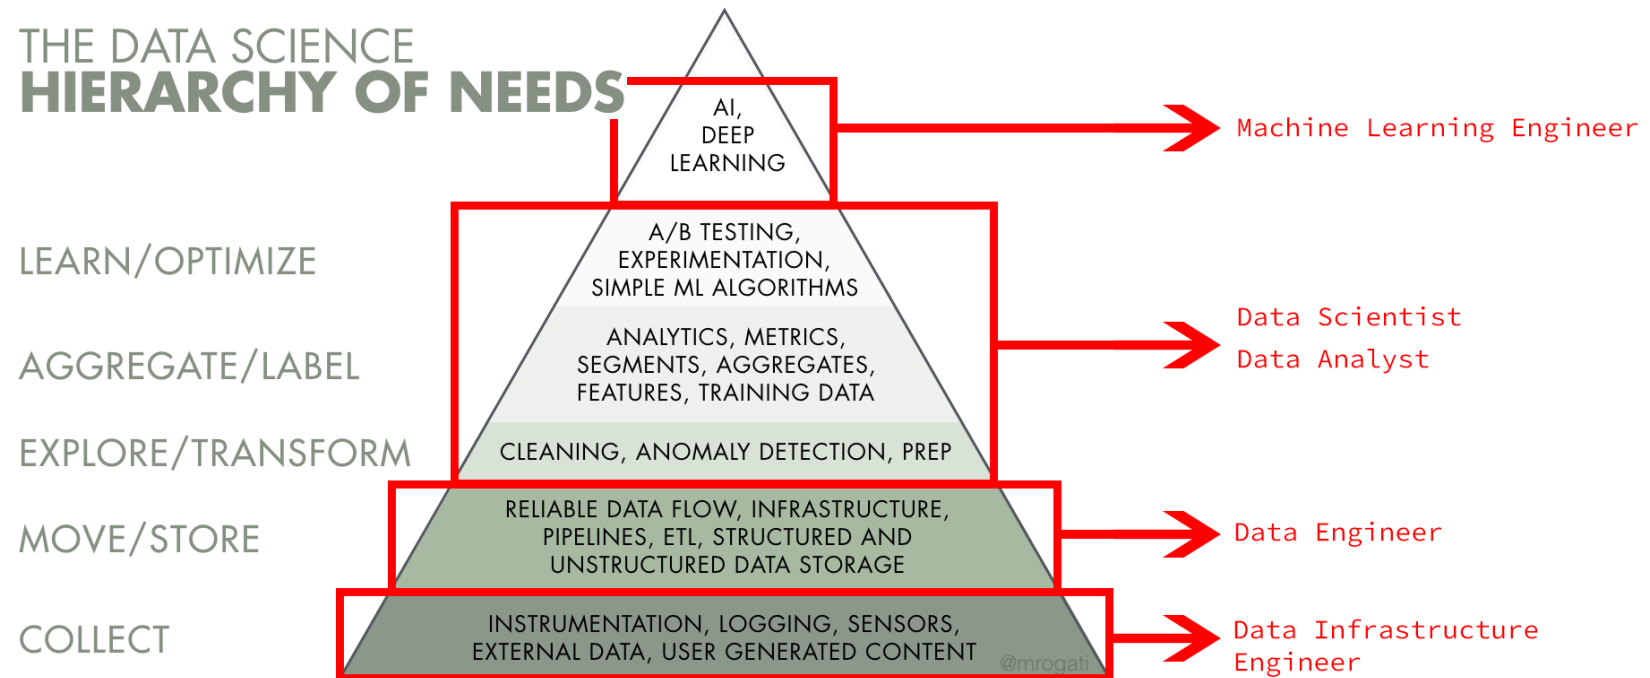 THE DATA SCIENCE
HIERARCHY OF NEEDS
AI,
DEEP
LEARNING
Machine Learning Engineer
LEARN/OPTIMIZE
A/B TESTING,
EXPERIMENTATION,
SIMPLE ML ALGORITHMS
AGGREGATE/LABEL
ANALYTICS, METRICS,
SEGMENTS, AGGREGATES,
FEATURES, TRAINING DATA
Data Scientist
Data Analyst
EXPLORE/TRANSFORM
CLEANING, ANOMALY DETECTION, PREP
MOVE/STORE
RELIABLE DATA FLOW, INFRASTRUCTURE,
PIPELINES, ETL, STRUCTURED AND
UNSTRUCTURED DATA STORAGE
Data Engineer
COLLECT
INSTRUMENTATION, LOGGING, SENSORS,
EXTERNAL DATA, USER GENERATED CONTENT
@mrogati
Data Infrastructure
Engineer